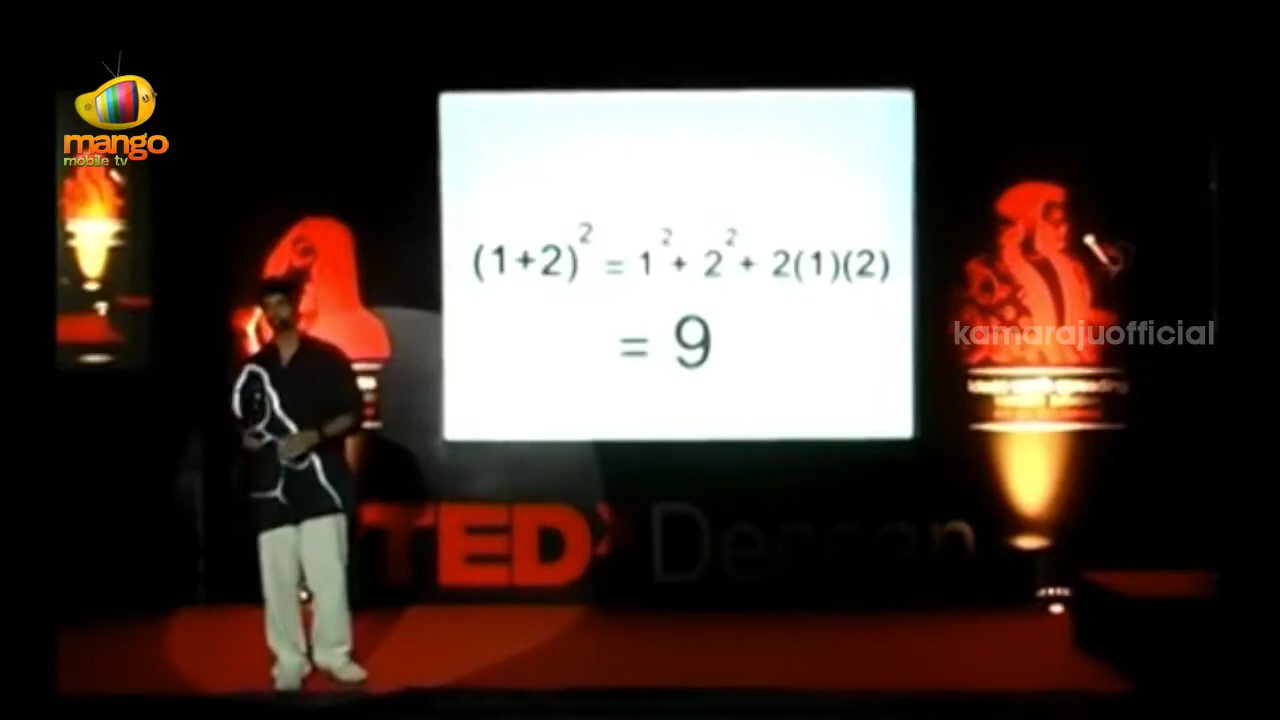 mango
mobile tv
(1+2)² = 1² + 2² + 2(1)(2)
= 9
kamarajuofficial
TEDx Deccan